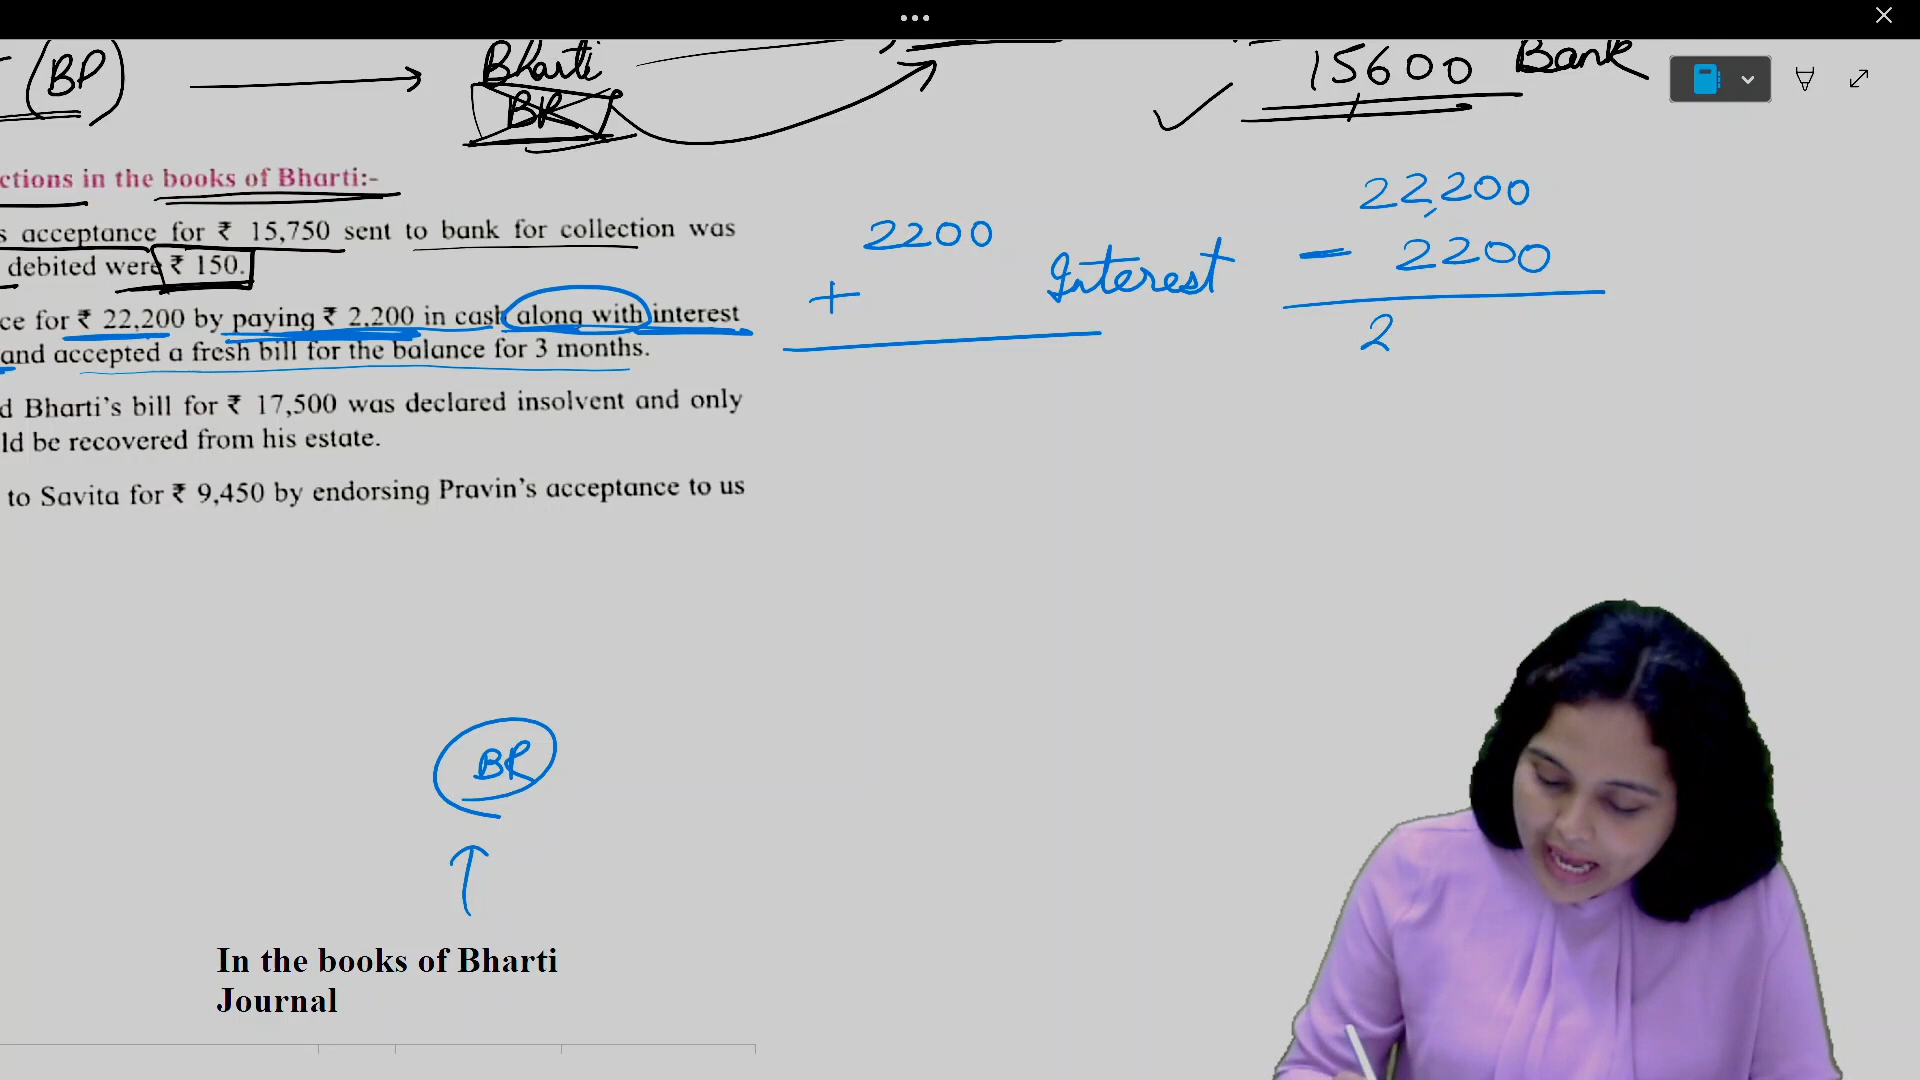 (BP)
Bharti
BR
15,600 Bank
ctions in the books of Bharti:-
s acceptance for ₹ 15,750 sent to bank for collection was
debited were ₹ 150.
ce for ₹ 22,200 by paying ₹ 2,200 in cash along with interest
and accepted a fresh bill for the balance for 3 months.
d Bharti's bill for ₹ 17,500 was declared insolvent and only
ld be recovered from his estate.
to Savita for ₹ 9,450 by endorsing Pravin's acceptance to us
2200
+ Interest
22,200
- 2200
2
BR
In the books of Bharti
Journal